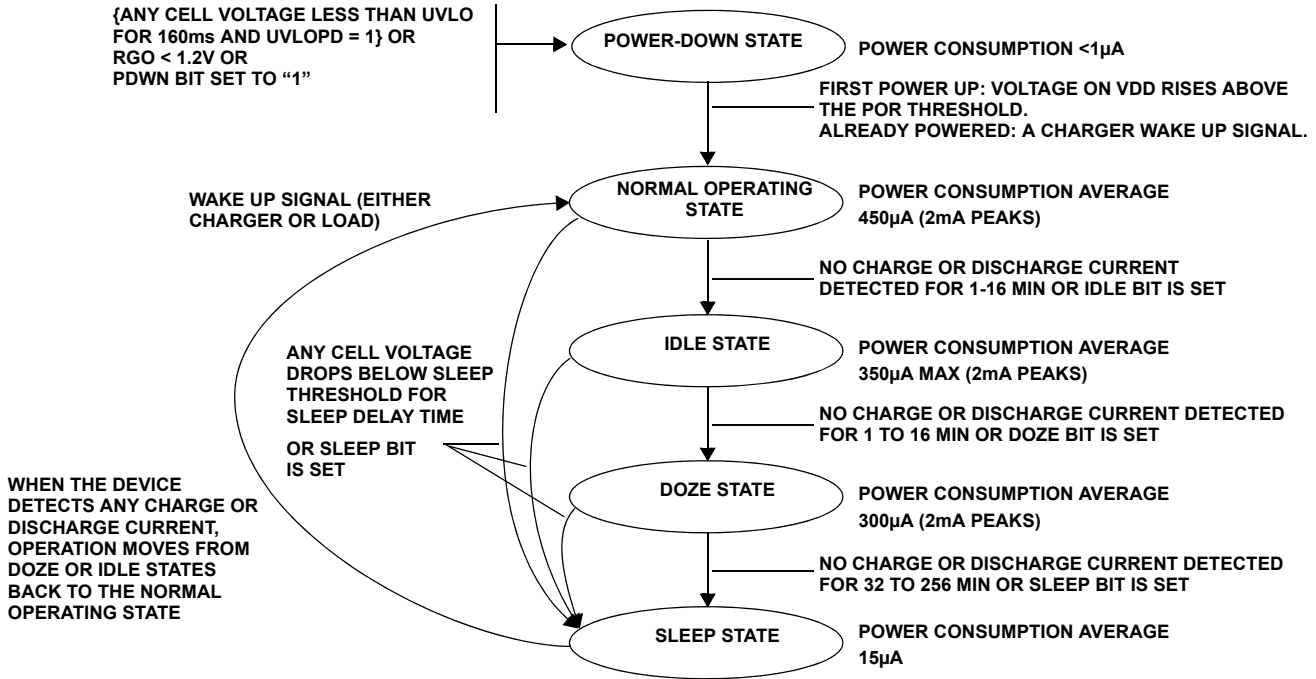 {ANY CELL VOLTAGE LESS THAN UVLO
FOR 160ms AND UVLOPD = 1} OR
RGO < 1.2V OR
PDWN BIT SET TO “1”
POWER-DOWN STATE
POWER CONSUMPTION <1µA
FIRST POWER UP: VOLTAGE ON VDD RISES ABOVE
THE POR THRESHOLD.
ALREADY POWERED: A CHARGER WAKE UP SIGNAL.
WAKE UP SIGNAL (EITHER
CHARGER OR LOAD)
NORMAL OPERATING
STATE
POWER CONSUMPTION AVERAGE
450µA (2mA PEAKS)
NO CHARGE OR DISCHARGE CURRENT
DETECTED FOR 1-16 MIN OR IDLE BIT IS SET
IDLE STATE
POWER CONSUMPTION AVERAGE
350µA MAX (2mA PEAKS)
ANY CELL VOLTAGE
DROPS BELOW SLEEP
THRESHOLD FOR
SLEEP DELAY TIME
OR SLEEP BIT
IS SET
NO CHARGE OR DISCHARGE CURRENT DETECTED
FOR 1 TO 16 MIN OR DOZE BIT IS SET
DOZE STATE
POWER CONSUMPTION AVERAGE
300µA (2mA PEAKS)
WHEN THE DEVICE
DETECTS ANY CHARGE OR
DISCHARGE CURRENT,
OPERATION MOVES FROM
DOZE OR IDLE STATES
BACK TO THE NORMAL
OPERATING STATE
NO CHARGE OR DISCHARGE CURRENT DETECTED
FOR 32 TO 256 MIN OR SLEEP BIT IS SET
SLEEP STATE
POWER CONSUMPTION AVERAGE
15µA